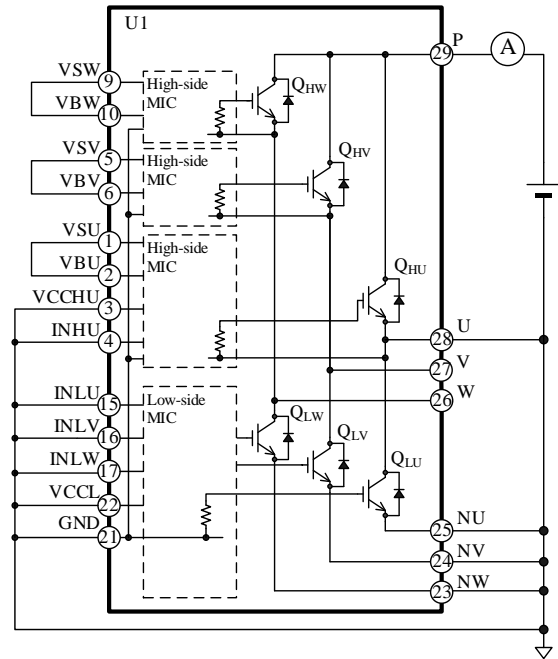 U1
P
29
A
VSW
9
High-side
MIC
QHW
VBW
10
VSV
5
High-side
MIC
QHV
VBV
6
VSU
1
High-side
MIC
VBU
2
QHU
VCCHU
3
INHU
4
28
U
27
V
26
W
INLU
15
Low-side
MIC
QLW
INLV
16
QLV
INLW
17
QLU
VCCL
22
GND
21
25
NU
24
NV
23
NW